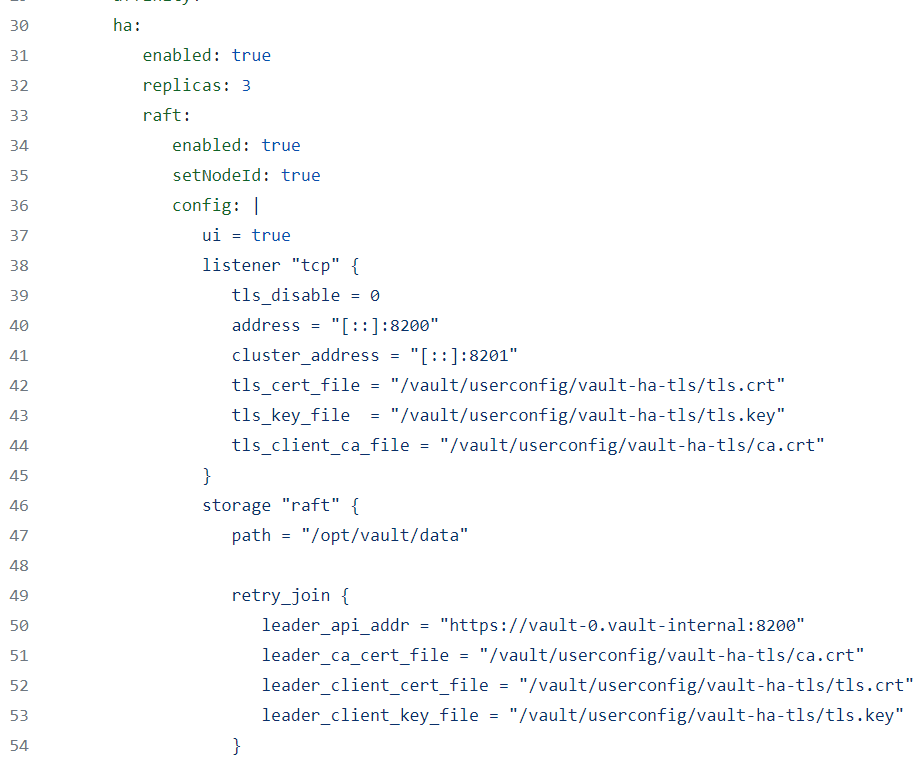 30 ha:
31 enabled: true
32 replicas: 3
33 raft:
34 enabled: true
35 setNodeId: true
36 config: |
37 ui = true
38 listener "tcp" {
39 tls_disable = 0
40 address = "[::]:8200"
41 cluster_address = "[::]:8201"
42 tls_cert_file = "/vault/userconfig/vault-ha-tls/tls.crt"
43 tls_key_file  = "/vault/userconfig/vault-ha-tls/tls.key"
44 tls_client_ca_file = "/vault/userconfig/vault-ha-tls/ca.crt"
45 }
46 storage "raft" {
47 path = "/opt/vault/data"
48
49 retry_join {
50 leader_api_addr = "https://vault-0.vault-internal:8200"
51 leader_ca_cert_file = "/vault/userconfig/vault-ha-tls/ca.crt"
52 leader_client_cert_file = "/vault/userconfig/vault-ha-tls/tls.crt"
53 leader_client_key_file = "/vault/userconfig/vault-ha-tls/tls.key"
54 }